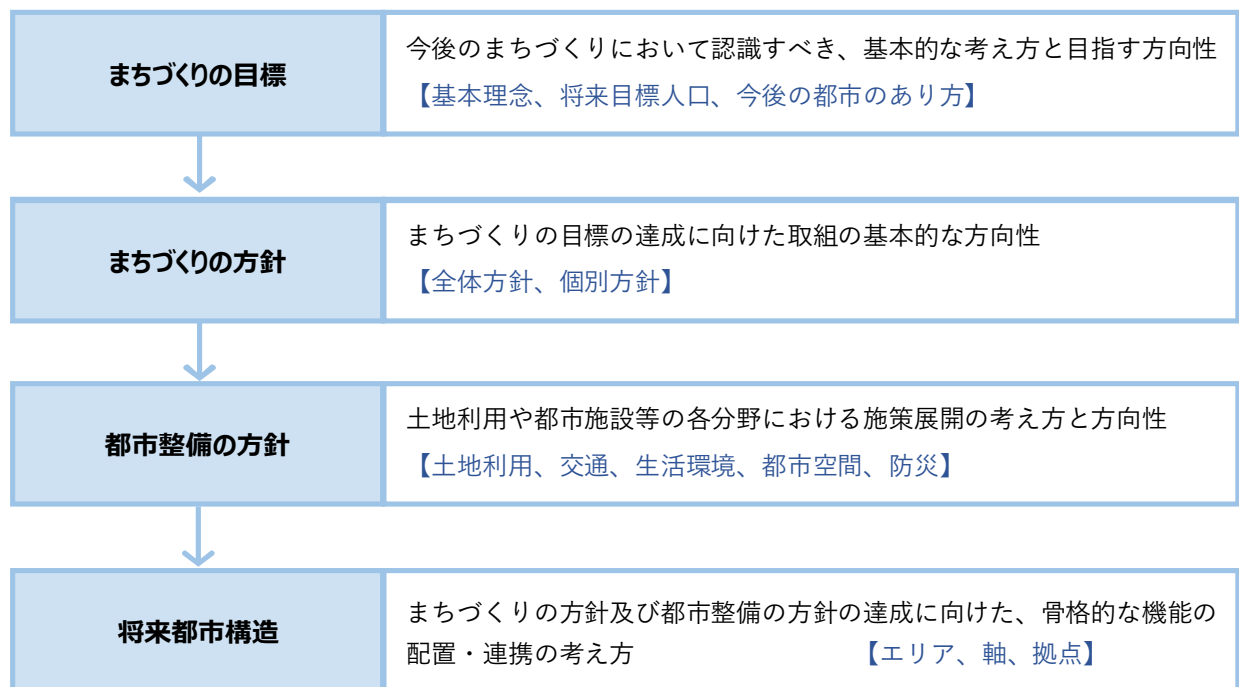 まちづくりの目標
今後のまちづくりにおいて認識すべき、基本的な考え方と目指す方向性
【基本理念、将来目標人口、今後の都市のあり方】
まちづくりの方針
まちづくりの目標の達成に向けた取組の基本的な方向性
【全体方針、個別方針】
都市整備の方針
土地利用や都市施設等の各分野における施策展開の考え方と方向性
【土地利用、交通、生活環境、都市空間、防災】
将来都市構造
まちづくりの方針及び都市整備の方針の達成に向けた、骨格的な機能の
配置・連携の考え方 【エリア、軸、拠点】